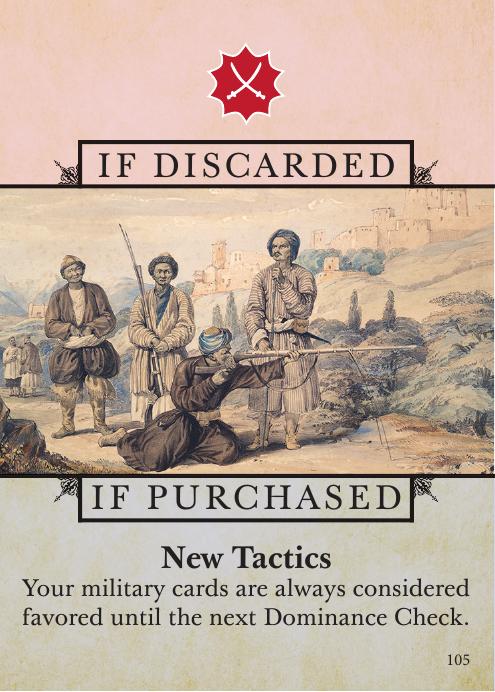 IF DISCARDED
IF PURCHASED
New Tactics
Your military cards are always considered
favored until the next Dominance Check.
105